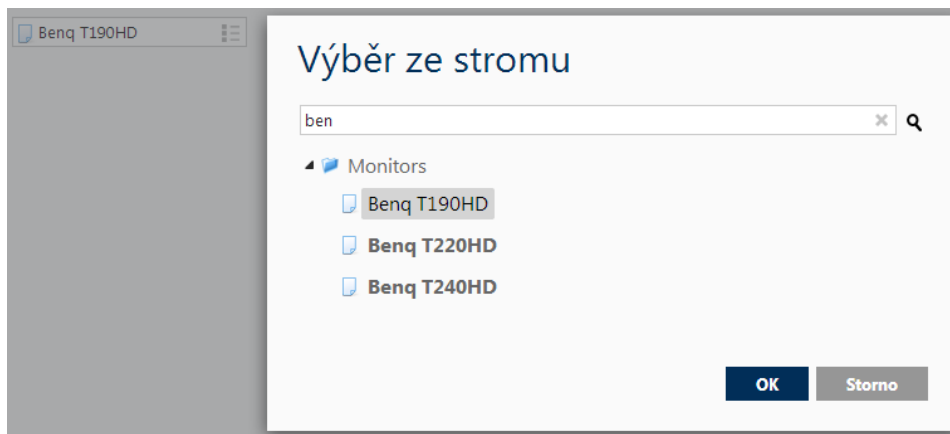 Benq T190HD
Výběr ze stromu
ben
Monitors
Benq T190HD
Benq T220HD
Benq T240HD
OK
Storno